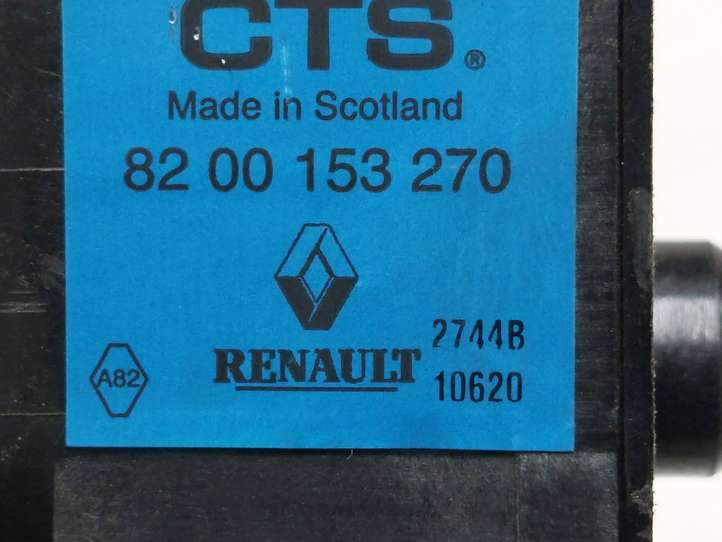 CTS®
Made in Scotland
82 00 153 270
RENAULT
2744B
10620
A82